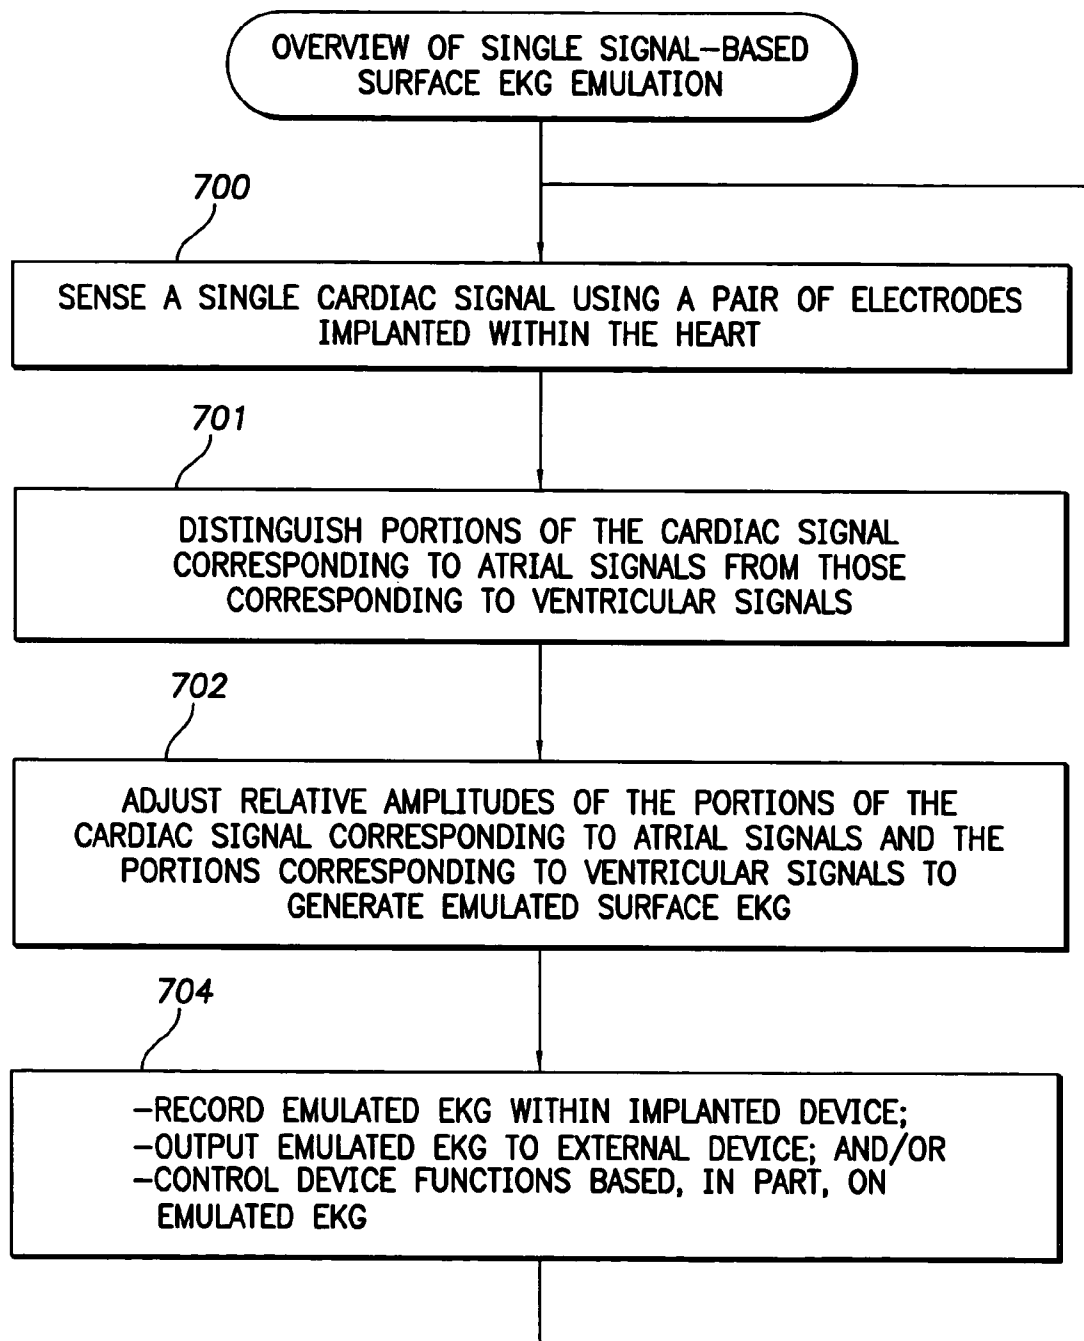 OVERVIEW OF SINGLE SIGNAL-BASED
SURFACE EKG EMULATION
700
SENSE A SINGLE CARDIAC SIGNAL USING A PAIR OF ELECTRODES
IMPLANTED WITHIN THE HEART
701
DISTINGUISH PORTIONS OF THE CARDIAC SIGNAL
CORRESPONDING TO ATRIAL SIGNALS FROM THOSE
CORRESPONDING TO VENTRICULAR SIGNALS
702
ADJUST RELATIVE AMPLITUDES OF THE PORTIONS OF THE
CARDIAC SIGNAL CORRESPONDING TO ATRIAL SIGNALS AND THE
PORTIONS CORRESPONDING TO VENTRICULAR SIGNALS TO
GENERATE EMULATED SURFACE EKG
704
-RECORD EMULATED EKG WITHIN IMPLANTED DEVICE;
-OUTPUT EMULATED EKG TO EXTERNAL DEVICE; AND/OR
-CONTROL DEVICE FUNCTIONS BASED, IN PART, ON
EMULATED EKG